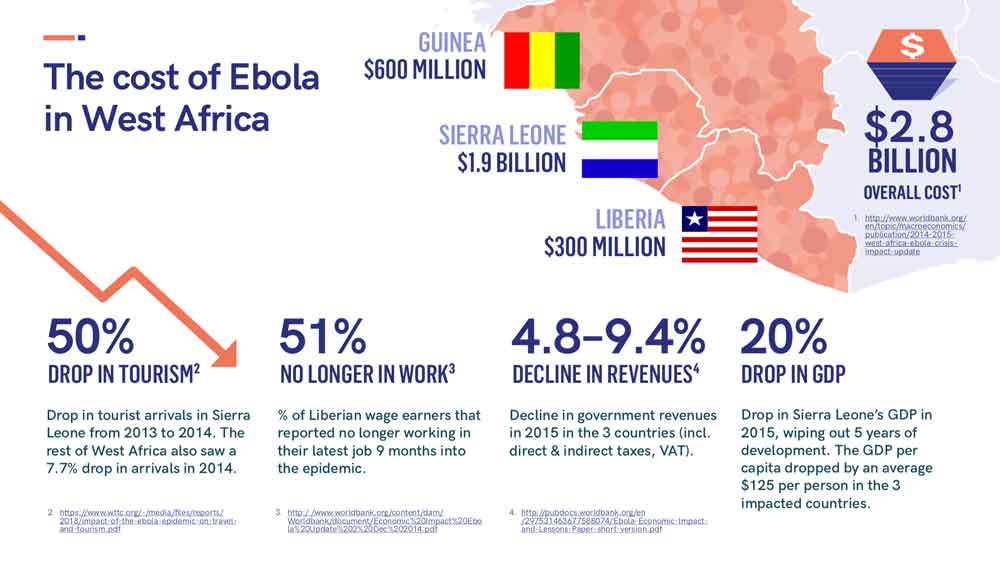 The cost of Ebola
in West Africa
GUINEA
$600 MILLION
SIERRA LEONE
$1.9 BILLION
LIBERIA
$300 MILLION
$
$2.8
BILLION
OVERALL COST¹
1. http://www.worldbank.org/
en/topic/macroeconomics/
publication/2014-2015-
west-africa-ebola-crisis-
impact-update
50%
DROP IN TOURISM²
Drop in tourist arrivals in Sierra
Leone from 2013 to 2014. The
rest of West Africa also saw a
7.7% drop in arrivals in 2014.
2. https://www.wttc.org/-/media/files/reports/
2018/impact-of-the-ebola-epidemic-on-travel-
and-tourism.pdf
51%
NO LONGER IN WORK³
% of Liberian wage earners that
reported no longer working in
their latest job 9 months into
the epidemic.
3. http://www.worldbank.org/content/dam/
Worldbank/document/Economic%20Impact%20Ebo
la%20Update%202%20Dec%202014.pdf
4.8–9.4%
DECLINE IN REVENUES⁴
Decline in government revenues
in 2015 in the 3 countries (incl.
direct & indirect taxes, VAT).
4. http://pubdocs.worldbank.org/en
/297531463677588074/Ebola-Economic-Impact-
and-Lessons-Paper-short-version.pdf
20%
DROP IN GDP
Drop in Sierra Leone's GDP in
2015, wiping out 5 years of
development. The GDP per
capita dropped by an average
$125 per person in the 3
impacted countries.